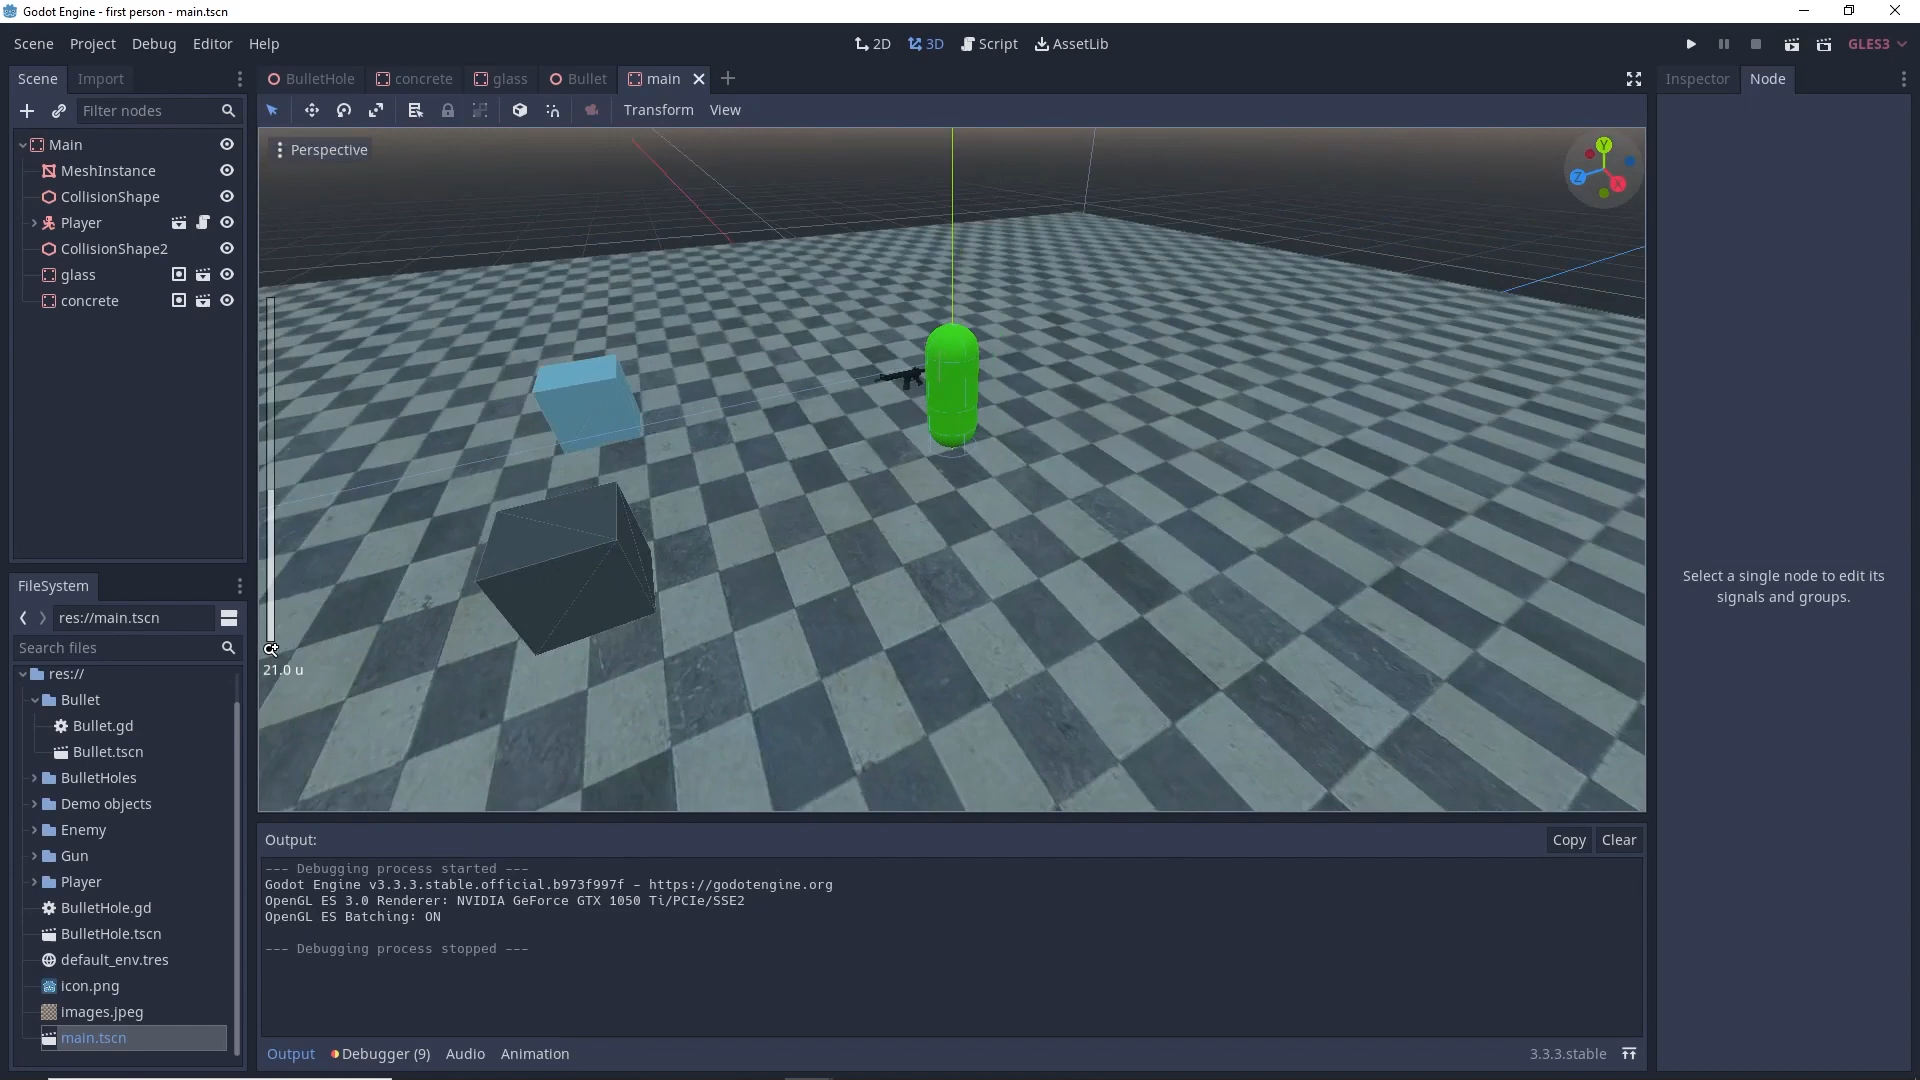 Godot Engine - first person - main.tscn
Scene Project Debug Editor Help
2D 3D Script AssetLib
GLES3
Scene Import
BulletHole concrete glass Bullet main
Inspector Node
Filter nodes
Transform View
Main
MeshInstance
CollisionShape
Player
CollisionShape2
glass
concrete
Perspective
Y
Z
X
21.0 u
Select a single node to edit its
signals and groups.
FileSystem
res://main.tscn
Search files
res://
Bullet
Bullet.gd
Bullet.tscn
BulletHoles
Demo objects
Enemy
Gun
Player
BulletHole.gd
BulletHole.tscn
default_env.tres
icon.png
images.jpeg
main.tscn
Output:
Copy Clear
--- Debugging process started ---
Godot Engine v3.3.3.stable.official.b973f997f - https://godotengine.org
OpenGL ES 3.0 Renderer: NVIDIA GeForce GTX 1050 Ti/PCIe/SSE2
OpenGL ES Batching: ON
--- Debugging process stopped ---
Output Debugger (9) Audio Animation
3.3.3.stable